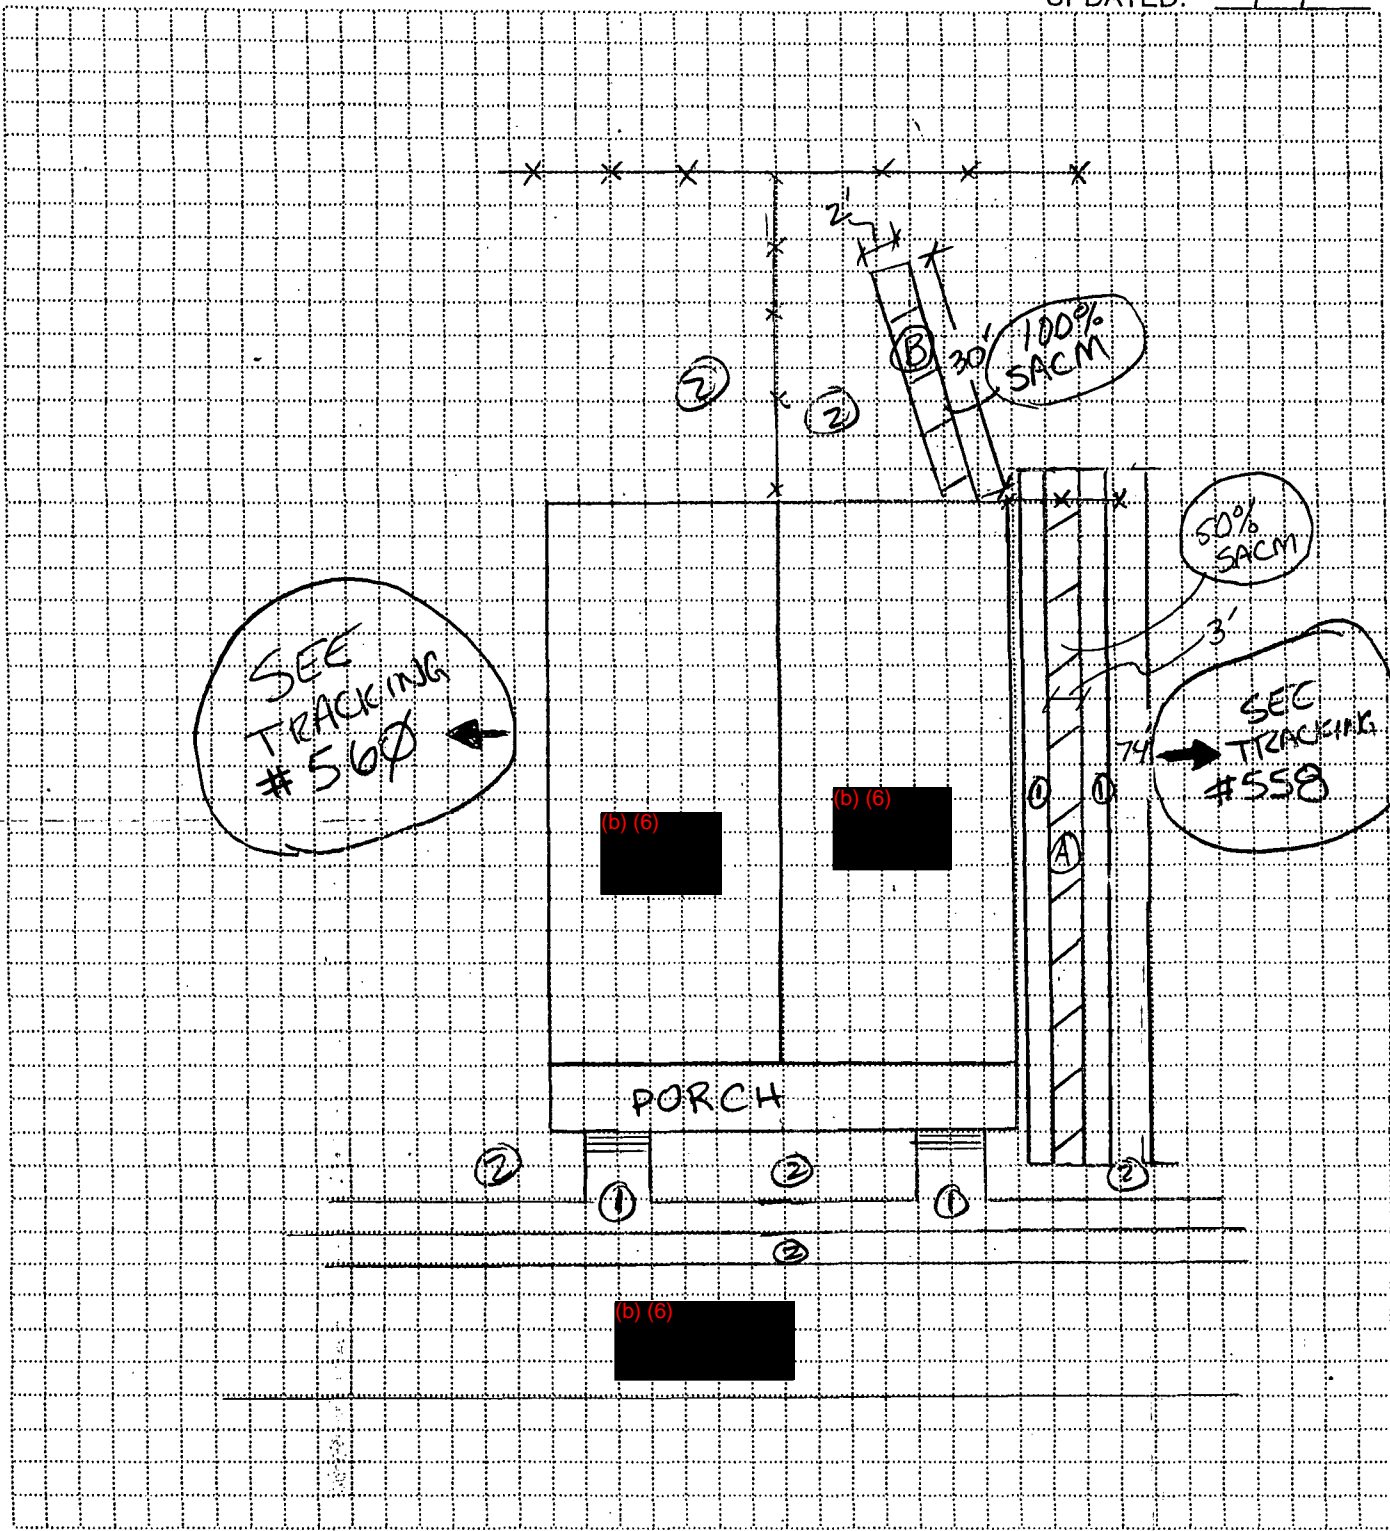 UPDATED: / /
2'
B
30'
100%
SACM
2
2
50%
SACM
3'
SEE
TRACKING
#560
SEE
TRACKING
#558
74'
1
1
(b) (6)
(b) (6)
A
PORCH
2
2
2
1
1
2
(b) (6)